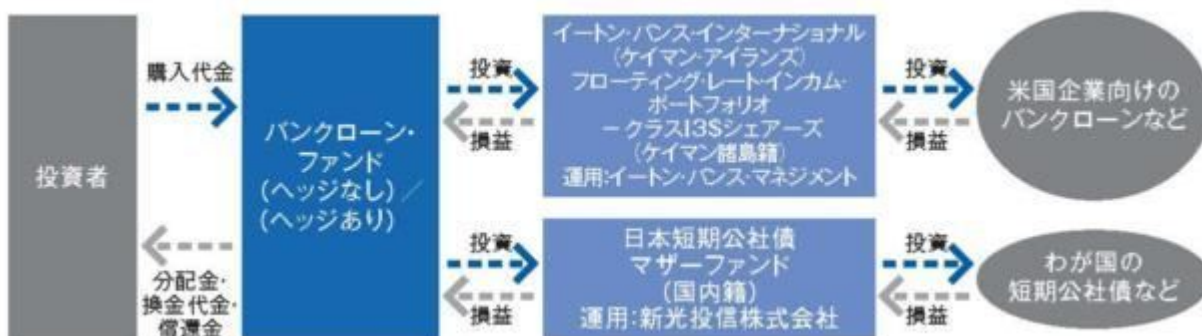 投資者
購入代金
分配金・
換金代金・
償還金
バンクローン・
ファンド
(ヘッジなし)/
(ヘッジあり)
投資
損益
イートン・バンス・インターナショナル
(ケイマン・アイランズ)
フローティング・レート・インカム・
ポートフォリオ
－クラスI3$シェアーズ
(ケイマン諸島籍)
運用:イートン・バンス・マネジメント
投資
損益
米国企業向けの
バンクローンなど
投資
損益
日本短期公社債
マザーファンド
(国内籍)
運用:新光投信株式会社
投資
損益
わが国の
短期公社債など